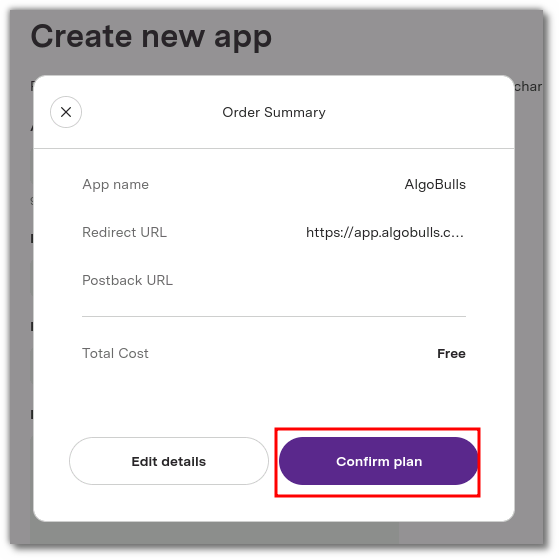 Create new app
char
Order Summary
App name AlgoBulls
Redirect URL https://app.algobulls.c...
Postback URL
Total Cost Free
Edit details Confirm plan